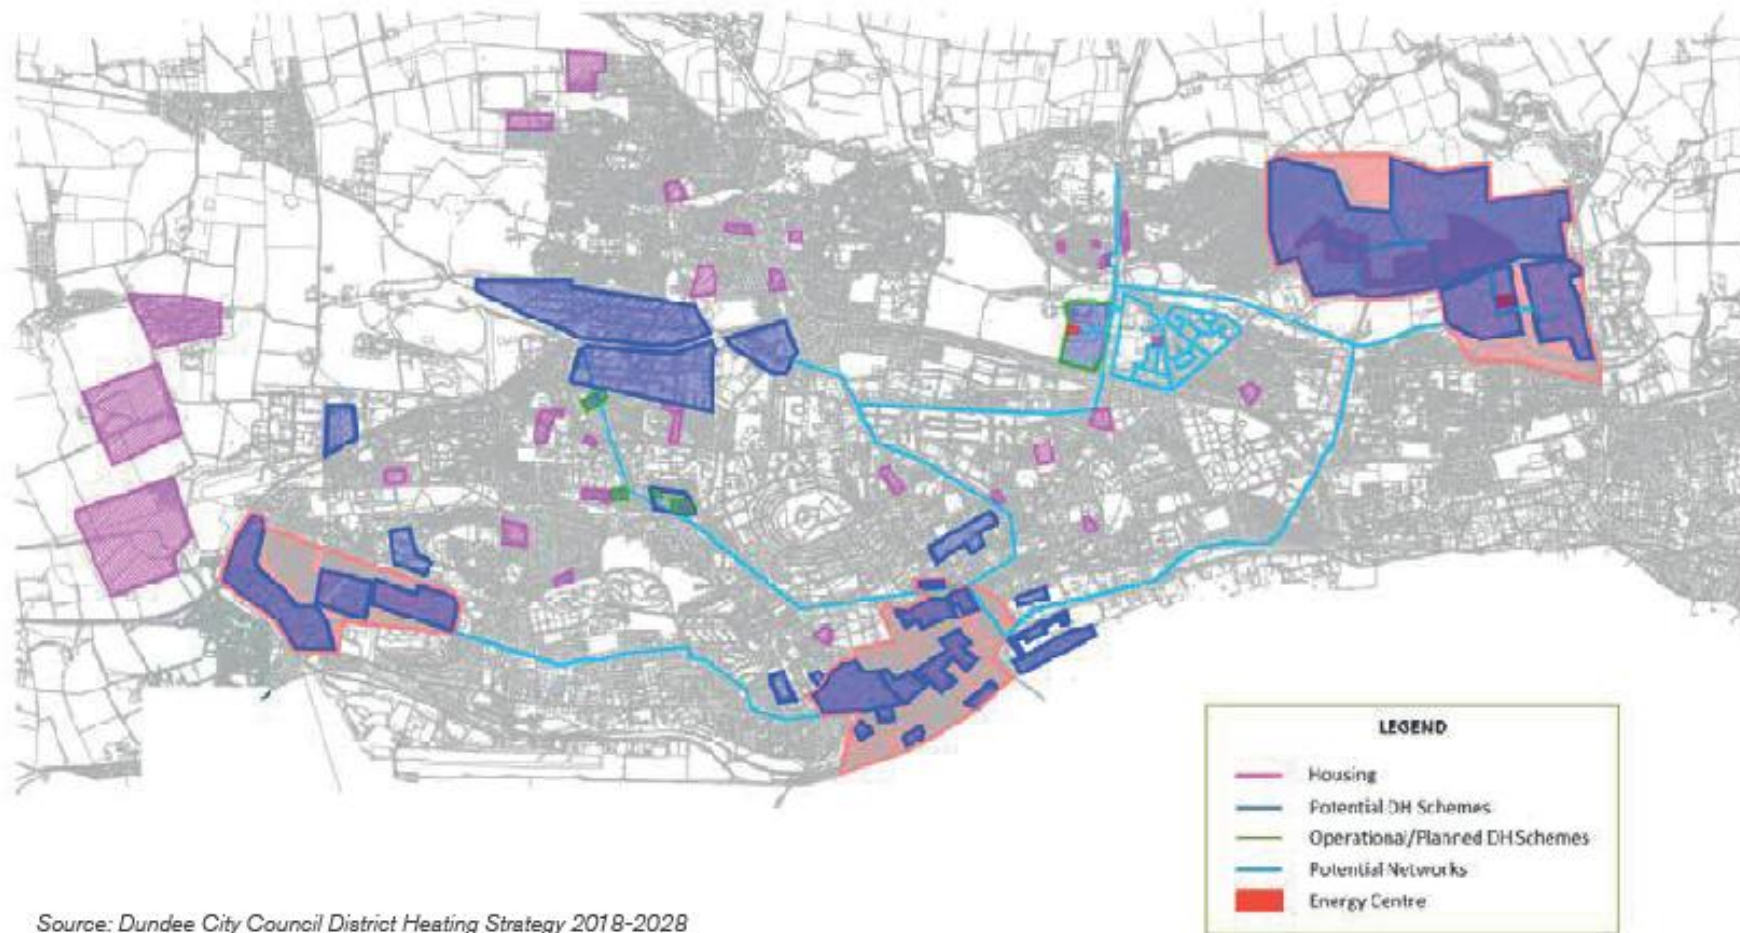 LEGEND
Housing
Potential DH Schemes
Operational/Planned DH Schemes
Potential Networks
Energy Centre
Source: Dundee City Council District Heating Strategy 2018-2028